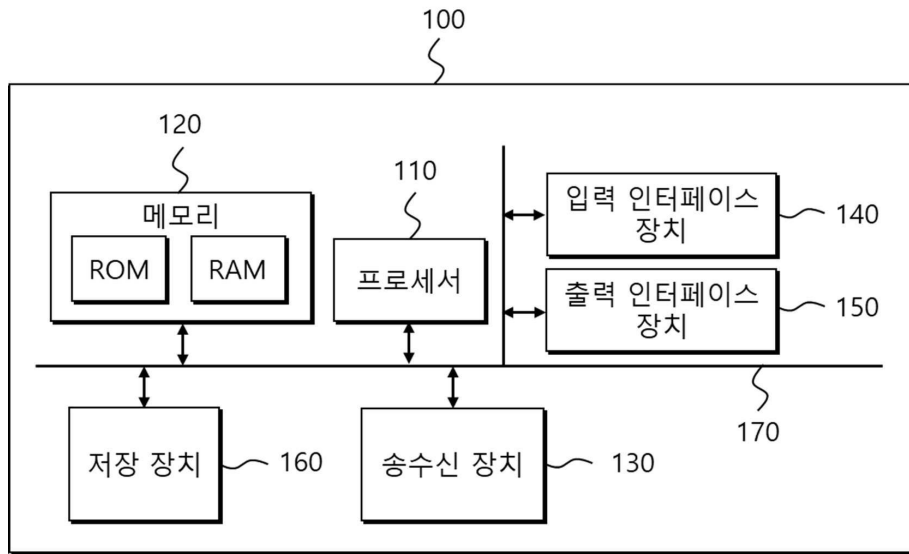 100
120
메모리
ROM
RAM
110
프로세서
입력 인터페이스
장치
140
출력 인터페이스
장치
150
170
저장 장치
160
송수신 장치
130